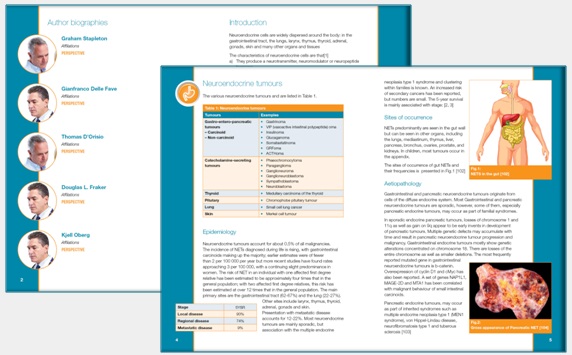 Author biographies
Graham Stapleton
Affiliations
PERSPECTIVE
Gianfranco Delle Fave
Affiliations
PERSPECTIVE
Thomas D'Orisio
Affiliations
PERSPECTIVE
Douglas L. Fraker
Affiliations
PERSPECTIVE
Kjell Oberg
Affiliations
PERSPECTIVE
2
Introduction
Neuroendocrine cells are widely dispersed around the body: in the
gastrointestinal tract, the lungs, larynx, thymus, thyroid, adrenal,
gonads, skin and many other organs and tissues
The characteristics of neuroendocrine cells are that[1]
a) They produce a neurotransmitter, neuromodulator or neuropeptide
Neuroendocrine tumours
The various neuroendocrine tumours and are listed in Table 1.
Table 1: Neuroendocrine tumours
Tumours
Examples
Gastro-entero-pancreatic
tumours
– Carcinoid
– Non-carcinoid
• Gastrinoma
• VIP (vasoactive intestinal polypeptide) oma
• Insulinoma
• Glucagonoma
• Somatostatinoma
• GRFoma
• ACTHoma
Catecholamine-secreting
tumours
• Phaeochromocytoma
• Paraganglioma
• Ganglioneuroma
• Ganglioneuroblastoma
• Sympathoblastoma
• Neuroblastoma
Thyroid
• Medullary carcinoma of the thyroid
Pituitary
• Chromophobe pituitary tumour
Lung
• Small cell lung cancer
Skin
• Merkel cell tumour
Epidemiology
Neuroendocrine tumours account for about 0.5% of all malignancies.
The incidence of NETs diagnosed during life is rising, with gastrointestinal
carcinoids making up the majority. earlier estimates were of fewer
than 2 per 100 000 per year but more recent studies have found rates
approaching 3 per 100 000, with a continuing slight predominance in
women. The risk of NET in an individual with one affected first degree
relative has been estimated to be approximately four times that in the
general population; with two affected first degree relatives, this risk has
been estimated at over 12 times that in the general population. The main
primary sites are the gastrointestinal tract (62-67%) and the lung (22-27%).
Other sites include larynx, thymus, thyroid,
adrenal, gonads and skin.
Presentation with metastatic disease
accounts for 12-22%. Most neuroendocrine
tumours are mainly sporadic, but
association with the multiple endocrine
Stage
Local disease
93%
Regional disease
74%
Metastatic disease
4
neoplasia type 1 syndrome and clustering
within families is known. An increased risk
of secondary cancers has been reported,
but numbers are small. The 5 year survival
is mainly associated with stage: [2, 3]
Sites of occurrence
NETs predominantly are seen in the gut wall
but can be seen in other organs, including
the lungs, mediastinum, thymus, liver,
pancreas, bronchus, ovaries, prostate, and
kidneys. In children, most tumours occur in
the appendix.
The sites of occurrence of gut NETs and
their frequencies are presented in Fig.1 [102]
Fig.1:
NETs in the gut [103]
Aetiopathology
Gastrointestinal and pancreatic neuroendocrine tumours originate from
cells of the diffuse endocrine system. Most Gastrointestinal and pancreatic
neuroendocrine tumours are sporadic, however, some of them, especially
pancreatic endocrine tumours, may occur as part of familial syndromes.
In sporadic endocrine pancreatic tumours, losses of chromosome 1 and
11q as well as gain on 9q appear to be early events in development
of pancreatic tumours. Multiple genetic defects may accumulate with
time and result in pancreatic neuroendocrine tumour progression and
malignancy. Gastrointestinal endocrine tumours mostly show genetic
alterations concentrated on chromosome 18. There are losses of the
entire chromosome as well as smaller deletions. The most frequently
reported mutated gene in gastrointestinal
neuroendocrine tumours is b-catenin.
Overexpression of cyclin D1 and cMyc has
also been reported. A set of genes NAP1L1,
MAGE-2D and MTA1 has been correlated
with malignant behaviour of small intestinal
carcinoids.
Pancreatic endocrine tumours, may occur
as part of inherited syndromes such as
multiple endocrine neoplasia type 1 (MEN1
syndrome), von Hippel-Lindau disease,
neurofibromatosis type 1 and tuberous
sclerosis [103]
Gross appearance of Pancreatic NET [104]
5